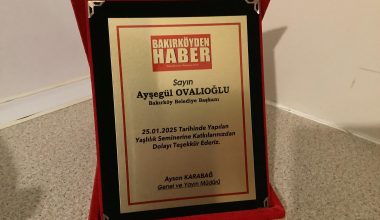 BAKIRKÖYDEN
HABER
Sayın
Ayşegül OVALIOĞLU
Bakırköy Belediye Başkanı
25.01.2025 Tarihinde Yapılan
Yaşlılık Seminerine Katkılarınızdan
Dolayı Teşekkür Ederiz.
Ayson KARABAĞ
Genel ve Yayın Müdürü